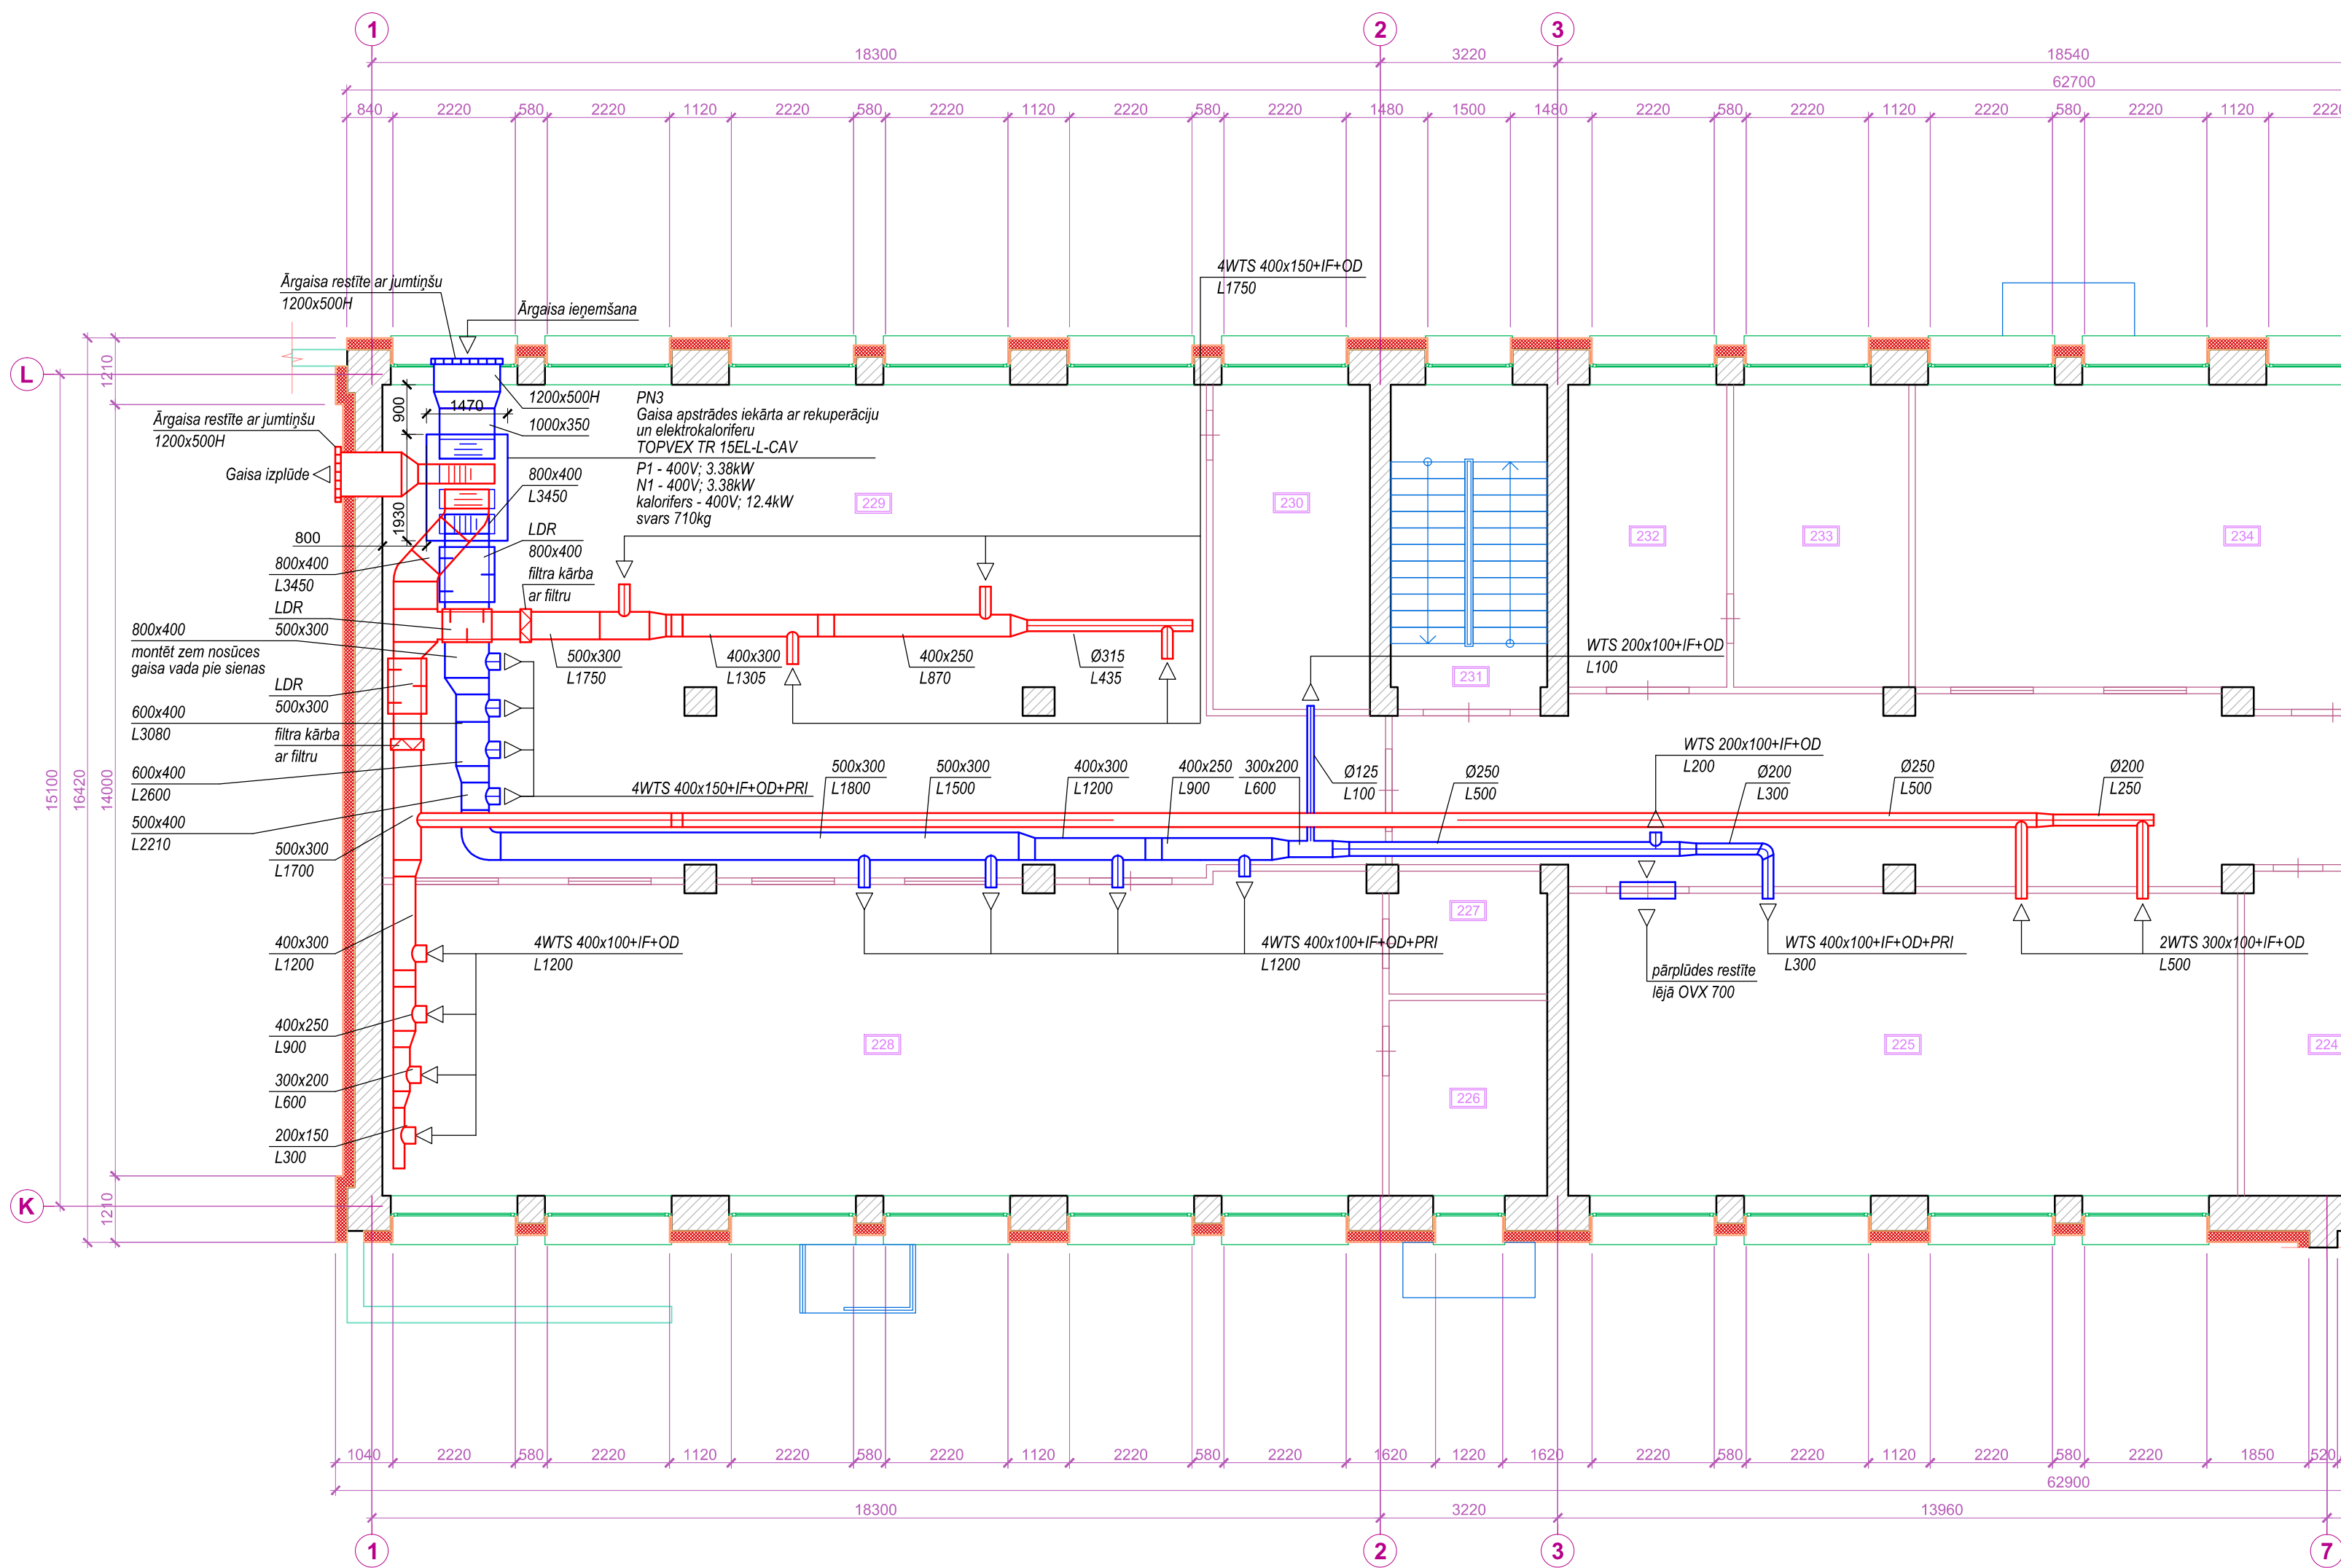 1
2
3
18300
3220
18540
62700
840
2220
580
2220
1120
2220
580
2220
1120
2220
580
2220
1480
1500
1480
2220
580
2220
1120
2220
580
2220
1120
4WTS 400x150+IF+OD
L1750
Ārgaisa restīte ar jumtiņšu
1200x500H
Ārgaisa ieņemšana
L
1210
900
1470
1200x500H
1000x350
PN3
Gaisa apstrādes iekārta ar rekuperāciju
un elektrokaloriferu
TOPVEX TR 15EL-L-CAV
P1 - 400V; 3.38kW
N1 - 400V; 3.38kW
kalorifers - 400V; 12.4kW
svars 710kg
Ārgaisa restīte ar jumtiņšu
1200x500H
Gaisa izplūde
800x400
L3450
1930
229
230
232
233
234
LDR
800x400
filtra kārba
ar filtru
800
800x400
L3450
LDR
500x300
800x400
montēt zem nosūces
gaisa vada pie sienas
500x300
L1750
400x300
L1305
400x250
L870
Ø315
L435
WTS 200x100+IF+OD
L100
231
LDR
500x300
600x400
L3080
filtra kārba
ar filtru
600x400
L2600
500x400
L2210
500x300
L1700
15100
16420
14000
4WTS 400x150+IF+OD+PRI
500x300
L1800
500x300
L1500
400x300
L1200
400x250
L900
300x200
L600
Ø125
L100
Ø250
L500
WTS 200x100+IF+OD
L200
Ø200
L300
Ø250
L500
Ø200
L250
227
400x300
L1200
4WTS 400x100+IF+OD
L1200
4WTS 400x100+IF+OD+PRI
L1200
pārplūdes restīte
lējā OVX 700
WTS 400x100+IF+OD+PRI
L300
2WTS 300x100+IF+OD
L500
400x250
L900
228
225
224
300x200
L600
226
200x150
L300
K
1210
1040
2220
580
2220
1120
2220
580
2220
1120
2220
580
2220
1620
1220
1620
2220
580
2220
1120
2220
580
2220
1850
520
62900
18300
3220
13960
1
2
3
7